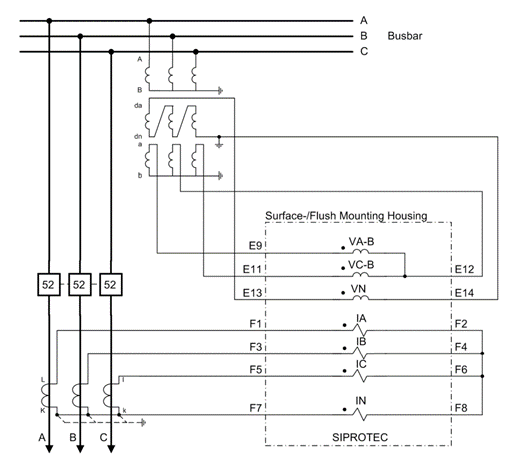 A
B Busbar
C
A
B
da
dn
a
b
Surface-/Flush Mounting Housing
E9 VA-B
E11 VC-B E12
E13 VN E14
52 52 52
F1 IA F2
F3 IB F4
F5 IC F6
L l
K k
F7 IN F8
A B C
SIPROTEC